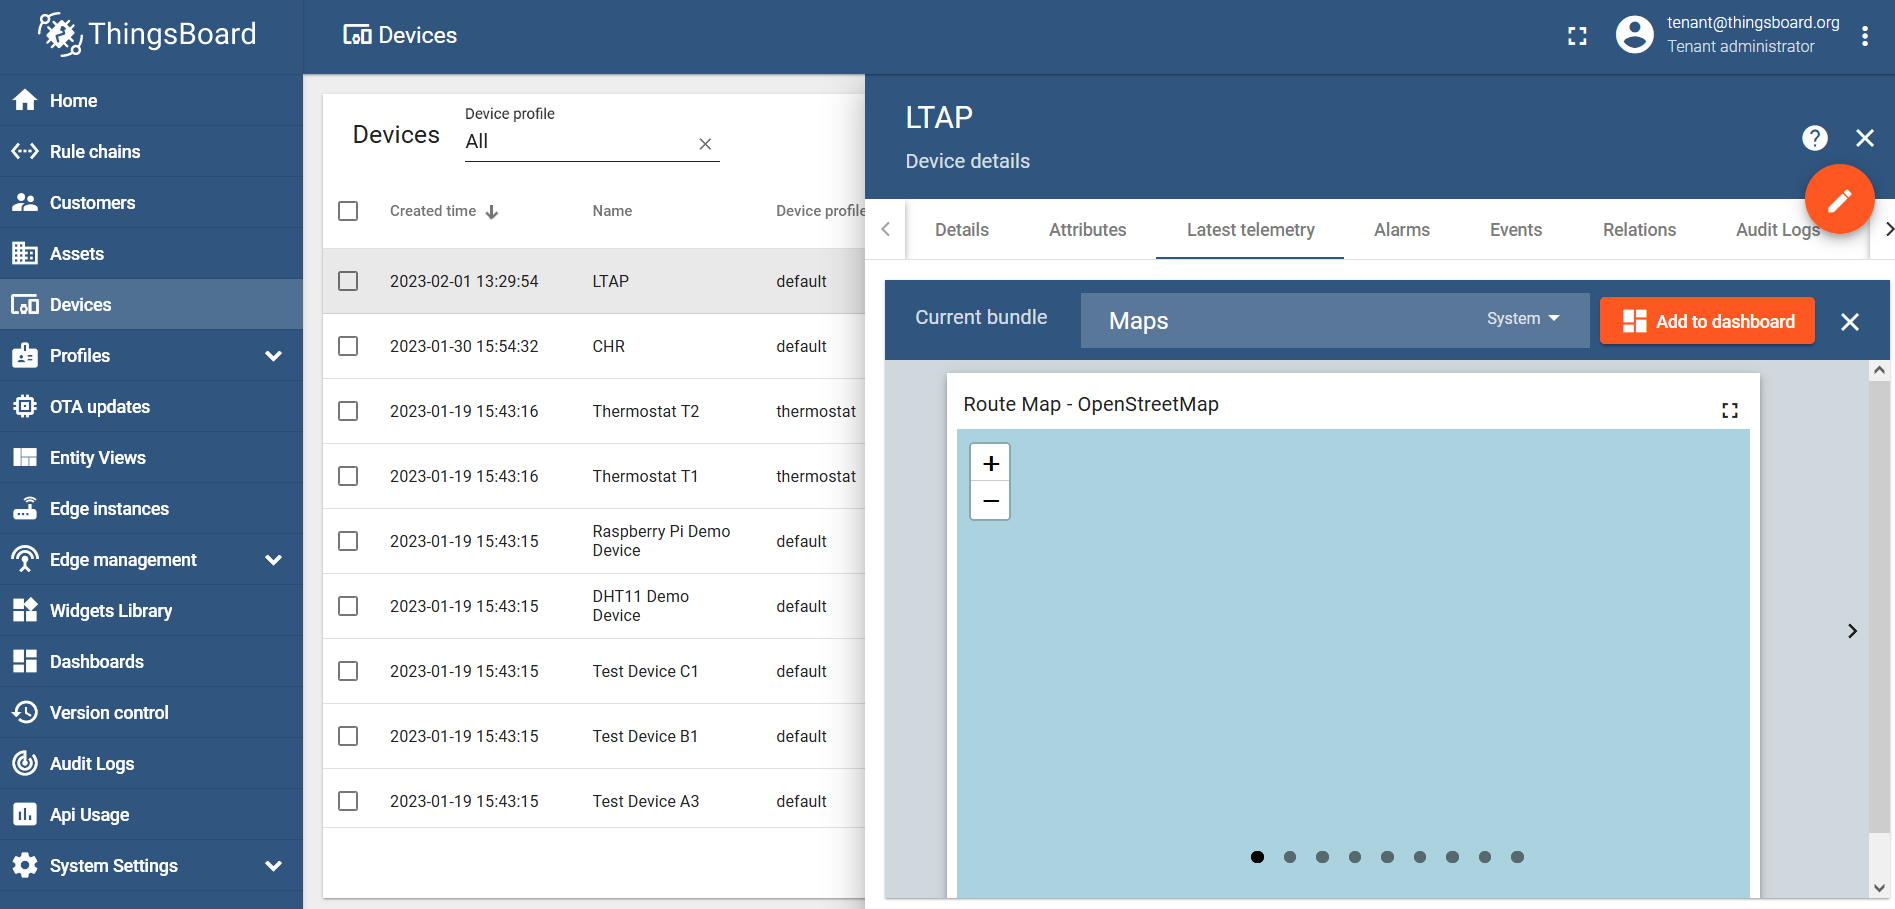 ThingsBoard
Home
Rule chains
Customers
Assets
Devices
Profiles
OTA updates
Entity Views
Edge instances
Edge management
Widgets Library
Dashboards
Version control
Audit Logs
Api Usage
System Settings
Devices
tenant@thingsboard.org
Tenant administrator
Devices
Device profile
All
Created time Name Device profile
2023-02-01 13:29:54 LTAP default
2023-01-30 15:54:32 CHR default
2023-01-19 15:43:16 Thermostat T2 thermostat
2023-01-19 15:43:16 Thermostat T1 thermostat
2023-01-19 15:43:15 Raspberry Pi Demo Device default
2023-01-19 15:43:15 DHT11 Demo Device default
2023-01-19 15:43:15 Test Device C1 default
2023-01-19 15:43:15 Test Device B1 default
2023-01-19 15:43:15 Test Device A3 default
LTAP
Device details
?
Details Attributes Latest telemetry Alarms Events Relations Audit Logs
Current bundle Maps System Add to dashboard
Route Map - OpenStreetMap
+
−